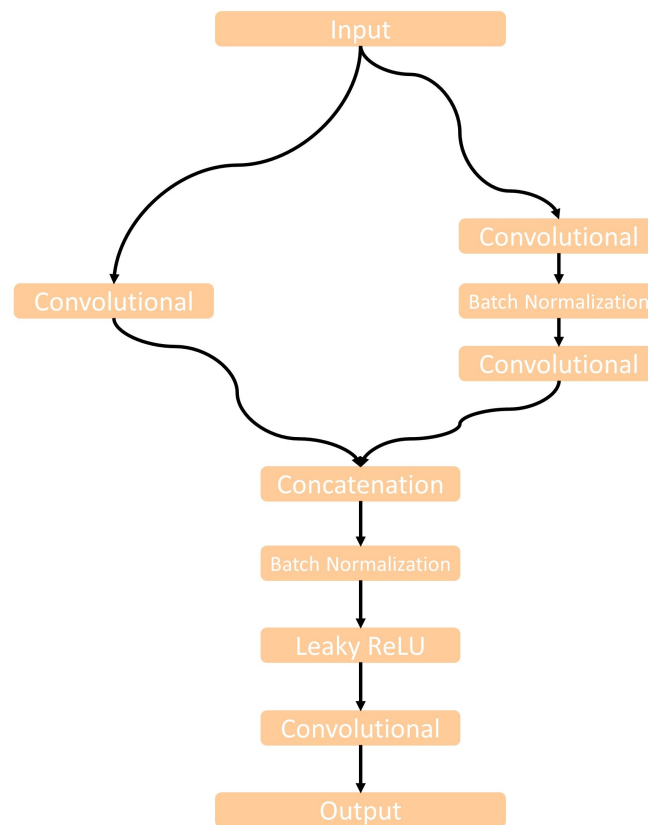 Input
Convolutional
Convolutional
Batch Normalization
Convolutional
Concatenation
Batch Normalization
Leaky ReLU
Convolutional
Output